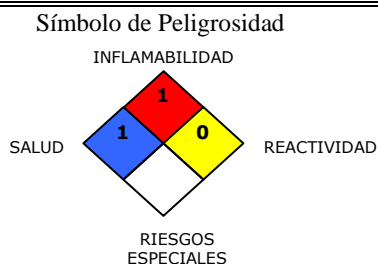 Símbolo de Peligrosidad
INFLAMABILIDAD
1
SALUD 1 0 REACTIVIDAD
RIESGOS
ESPECIALES